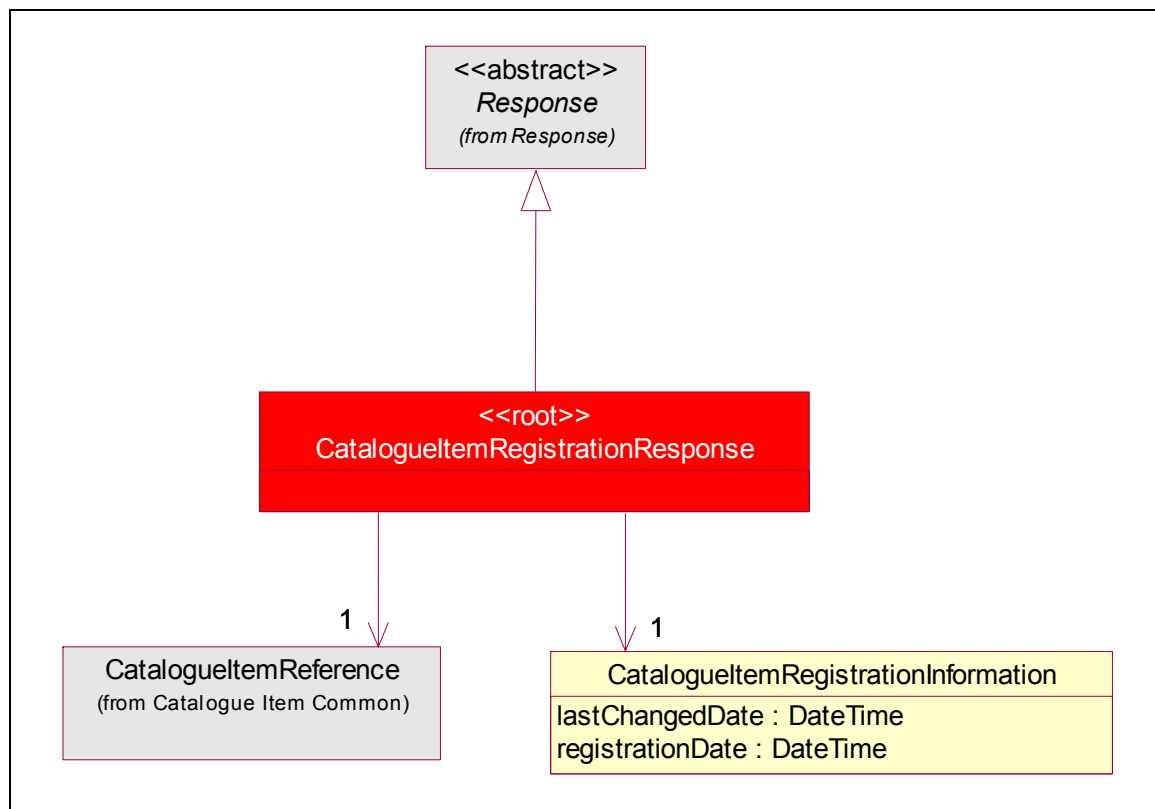 <<abstract>>
Response
(from Response)
<<root>>
CatalogueItemRegistrationResponse
1
1
CatalogueItemReference
(from Catalogue Item Common)
CatalogueItemRegistrationInformation
lastChangedDate : DateTime
registrationDate : DateTime